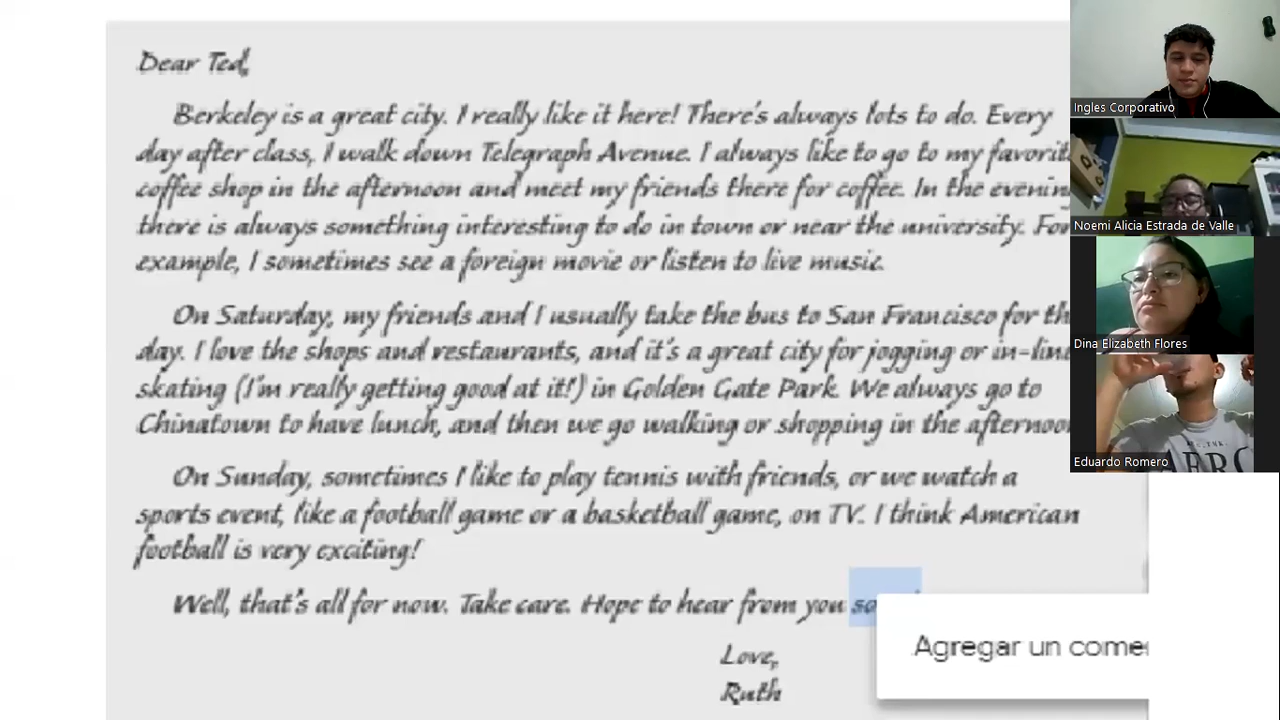 Dear Ted,
Berkeley is a great city. I really like it here! There's always lots to do. Every
day after class, I walk down Telegraph Avenue. I always like to go to my favorit
coffee shop in the afternoon and meet my friends there for coffee. In the evening
there is always something interesting to do in town or near the university. For
example, I sometimes see a foreign movie or listen to live music.
On Saturday, my friends and I usually take the bus to San Francisco for th
day. I love the shops and restaurants, and it's a great city for jogging or in-line
skating (I'm really getting good at it!) in Golden Gate Park. We always go to
Chinatown to have lunch, and then we go walking or shopping in the afternoon
On Sunday, sometimes I like to play tennis with friends, or we watch a
sports event, like a football game or a basketball game, on TV. I think American
football is very exciting!
Well, that's all for now. Take care. Hope to hear from you so
Love,
Ruth
Agregar un come
Ingles Corporativo
Noemi Alicia Estrada de Valle
Dina Elizabeth Flores
Eduardo Romero